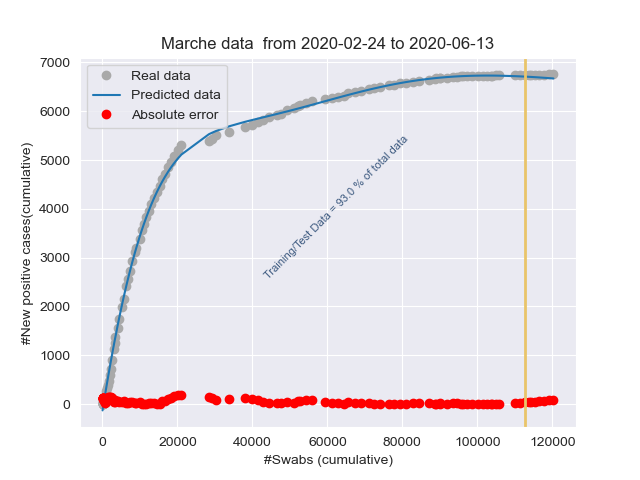 Marche data  from 2020-02-24 to 2020-06-13
Real data
Predicted data
Absolute error
Training/Test Data = 93.0 % of total data
#New positive cases(cumulative)
7000
6000
5000
4000
3000
2000
1000
0
0 20000 40000 60000 80000 100000 120000
#Swabs (cumulative)